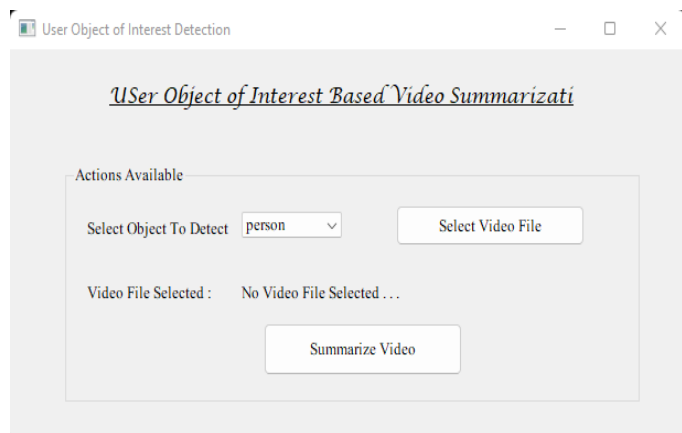 User Object of Interest Detection
USer Object of Interest Based Video Summarizati
Actions Available
Select Object To Detect person Select Video File
Video File Selected : No Video File Selected . . .
Summarize Video